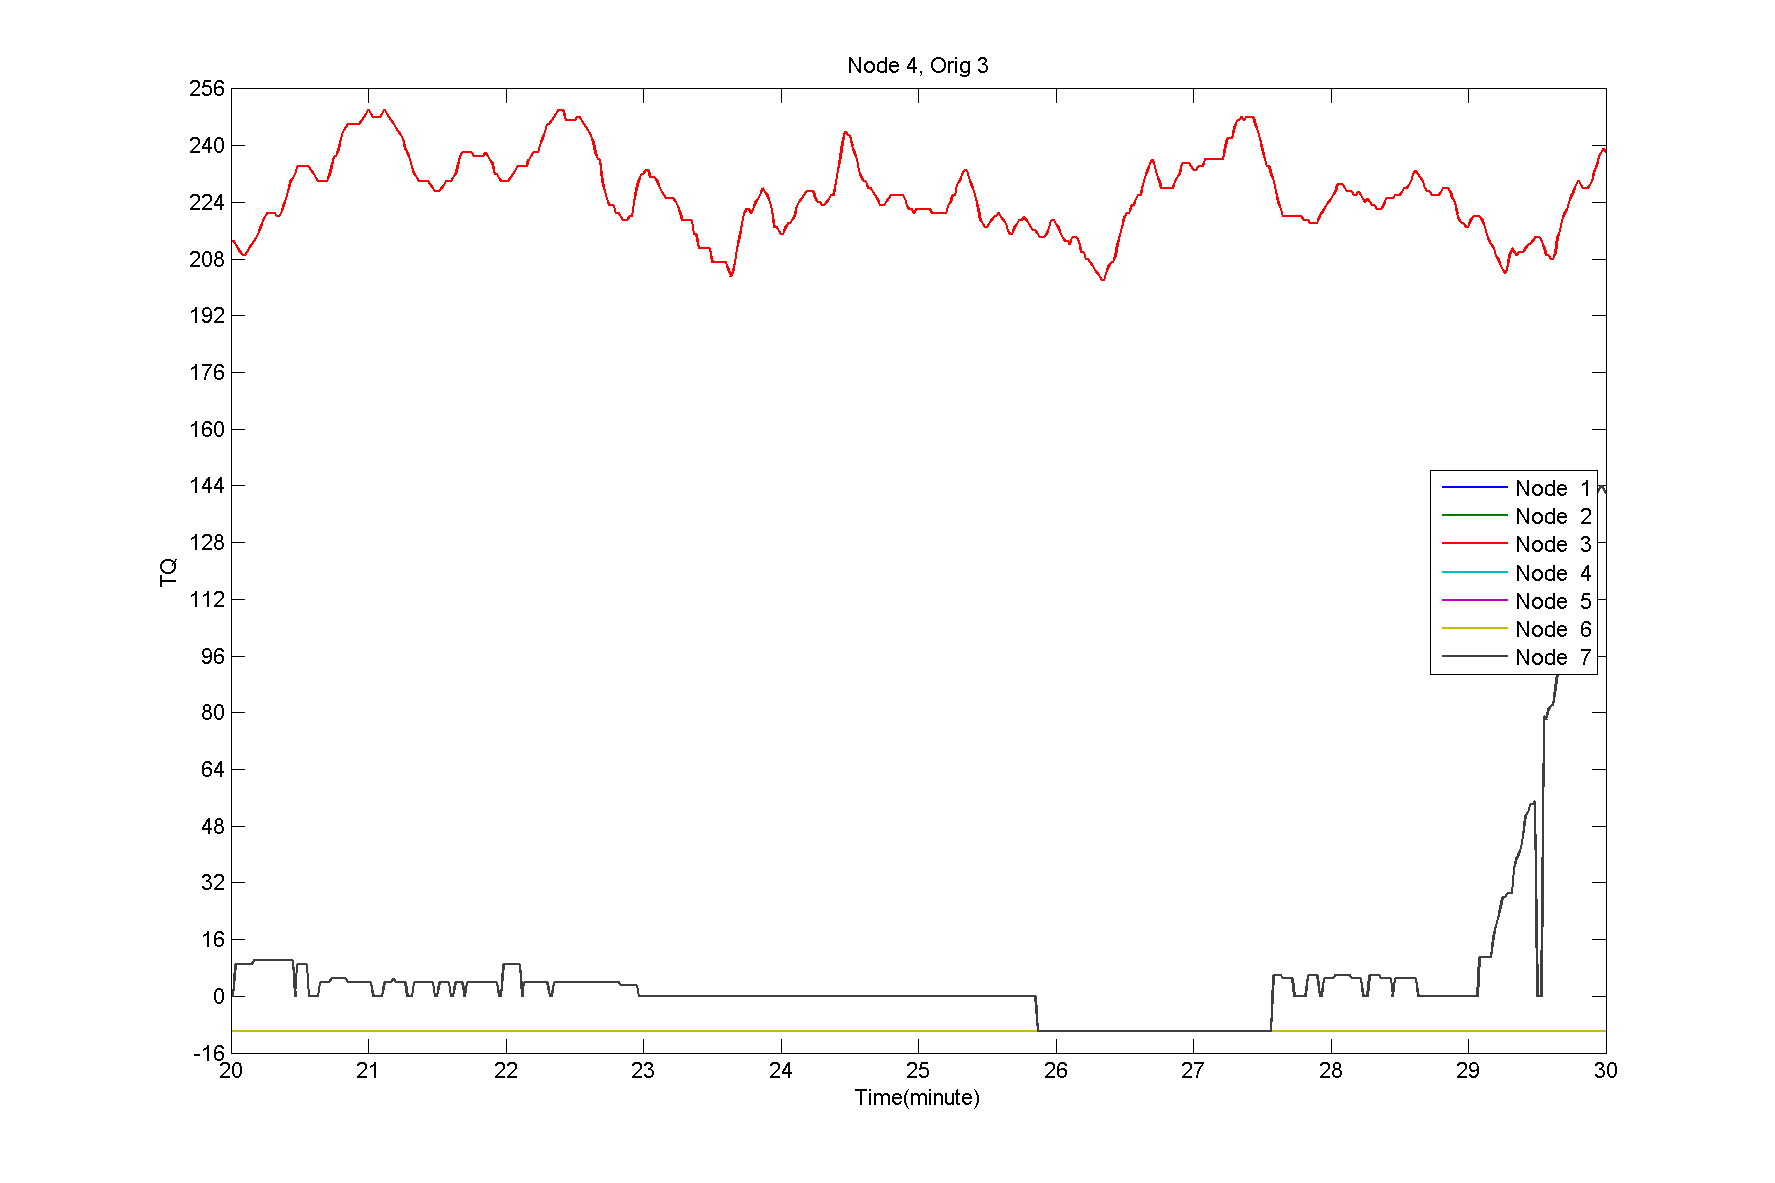 Node 4, Orig 3
256
240
224
208
192
176
160
144
128
112
96
80
64
48
32
16
0
-16
TQ
Node 1
Node 2
Node 3
Node 4
Node 5
Node 6
Node 7
20 21 22 23 24 25 26 27 28 29 30
Time(minute)